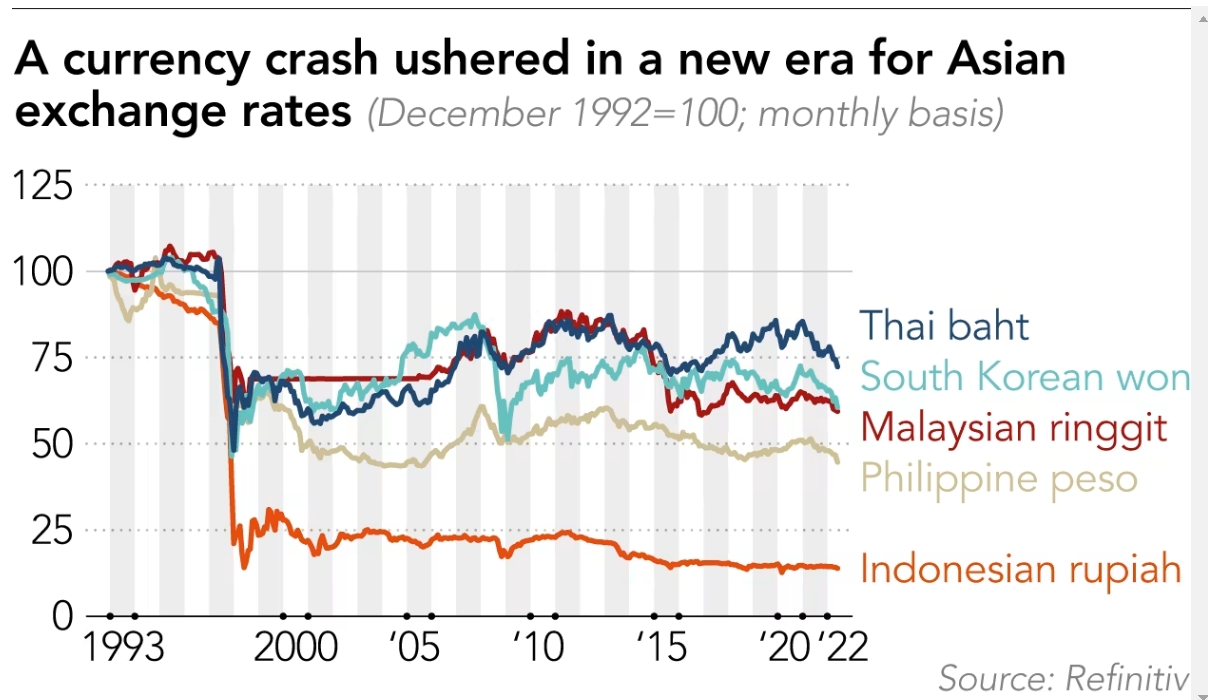 A currency crash ushered in a new era for Asian
exchange rates (December 1992=100; monthly basis)
125
100
75
50
25
0
Thai baht
South Korean won
Malaysian ringgit
Philippine peso
Indonesian rupiah
1993 2000 ‘05 ‘10 ‘15 ‘20 ‘22
Source: Refinitiv